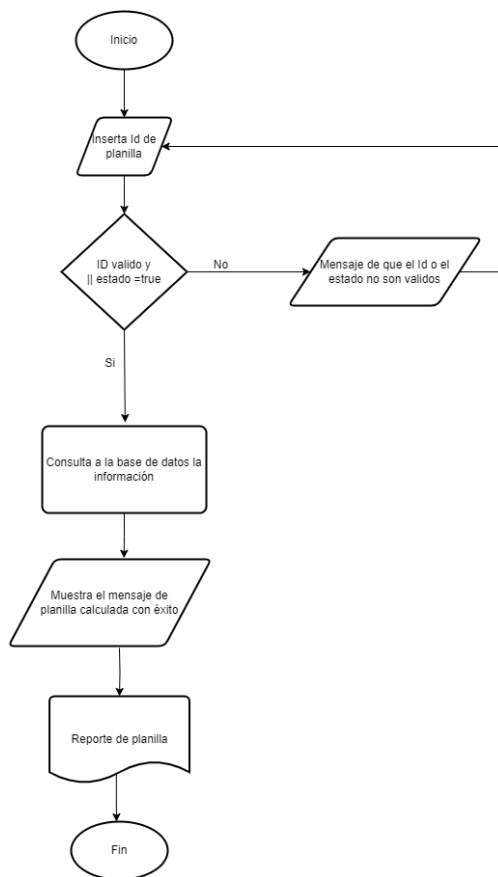 Inicio
Inserta Id de
planilla
ID valido y
|| estado =true
No
Mensaje de que el Id o el
estado no son validos
Si
Consulta a la base de datos la
información
Muestra el mensaje de
planilla calculada con éxito
Reporte de planilla
Fin